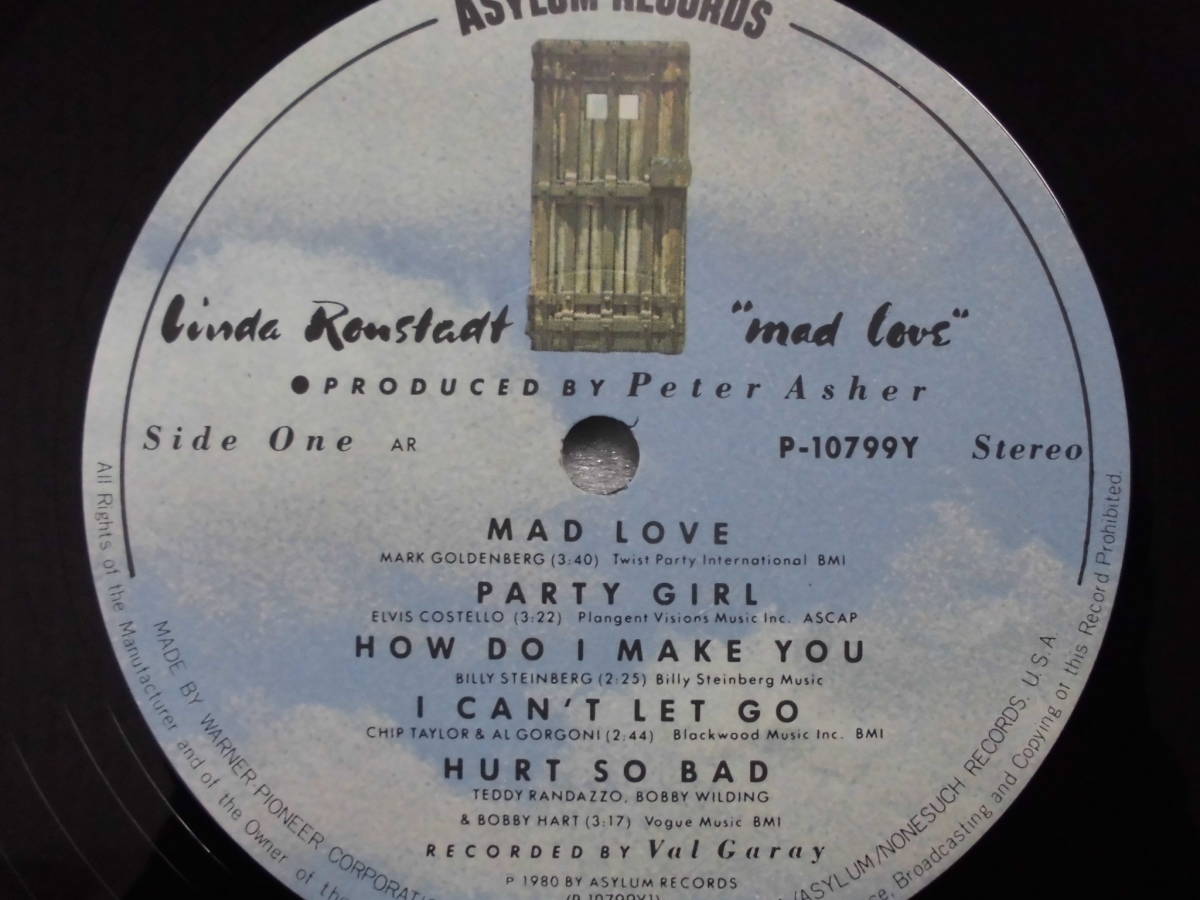 ASYLUM RECORDS
Linda Ronstadt "mad love"
●PRODUCED BY Peter Asher
Side One AR P-10799Y Stereo
MAD LOVE
MARK GOLDENBERG (3:40) Twist Party International BMI
PARTY GIRL
ELVIS COSTELLO (3:22) Plangent Visions Music Inc. ASCAP
HOW DO I MAKE YOU
BILLY STEINBERG (2:25) Billy Steinberg Music
I CAN'T LET GO
CHIP TAYLOR & AL GORGONI (2:44) Blackwood Music Inc. BMI
HURT SO BAD
TEDDY RANDAZZO, BOBBY WILDING
& BOBBY HART (3:17) Vogue Music BMI
RECORDED BY Val Garay
℗ 1980 BY ASYLUM RECORDS
(P-10799Y1)
All Rights of the Manufacturer and of the Owner of the
MADE BY WARNER-PIONEER CORPORATI
/ASYLUM/NONESUCH RECORDS, U.S.A
Broadcasting and Copying of this Record Prohibited.